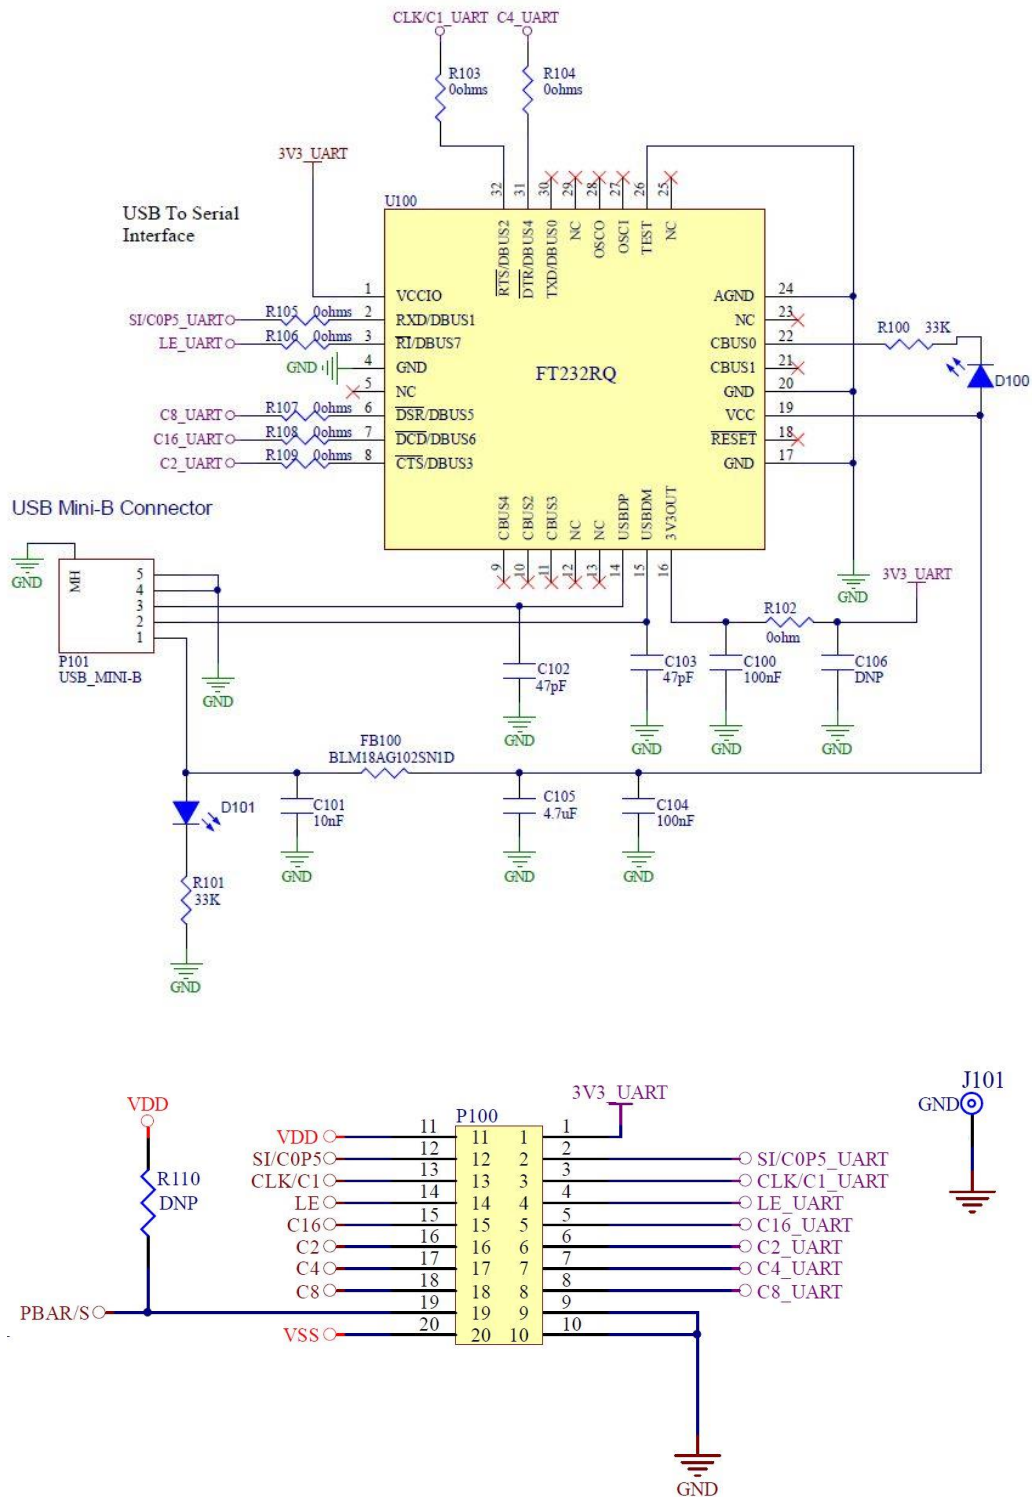 CLK/C1_UART C4_UART
R103
0ohms
R104
0ohms
3V3_UART
USB To Serial
Interface
U100
32
31
30
29
28
27
26
25
RTS/DBUS2
DTR/DBUS4
TXD/DBUS0
NC
OSCO
OSCI
TEST
NC
1 VCCIO
SI/C0P5_UART R105 0ohms 2 RXD/DBUS1
LE_UART R106 0ohms 3 RI/DBUS7
GND 4 GND
5 NC
C8_UART R107 0ohms 6 DSR/DBUS5
C16_UART R108 0ohms 7 DCD/DBUS6
C2_UART R109 0ohms 8 CTS/DBUS3
FT232RQ
AGND 24
NC 23
CBUS0 22
CBUS1 21
GND 20
VCC 19
RESET 18
GND 17
R100 33K
D100
CBUS4
CBUS2
CBUS3
NC
NC
USBDP
USBDM
3V3OUT
9
10
11
12
13
14
15
16
USB Mini-B Connector
GND
MH
5
4
3
2
1
P101
USB_MINI-B
GND
GND
3V3_UART
R102
0ohm
C102
47pF
GND
C103
47pF
GND
C100
100nF
GND
C106
DNP
GND
FB100
BLM18AG102SN1D
D101
C101
10nF
GND
C105
4.7uF
GND
C104
100nF
GND
R101
33K
GND
VDD
R110
DNP
P100
3V3_UART
J101
GND
VDD 11 11 1 1
SI/C0P5 12 12 2 2 SI/C0P5_UART
CLK/C1 13 13 3 3 CLK/C1_UART
LE 14 14 4 4 LE_UART
C16 15 15 5 5 C16_UART
C2 16 16 6 6 C2_UART
C4 17 17 7 7 C4_UART
C8 18 18 8 8 C8_UART
PBAR/S 19 19 9 9
VSS 20 20 10 10
GND